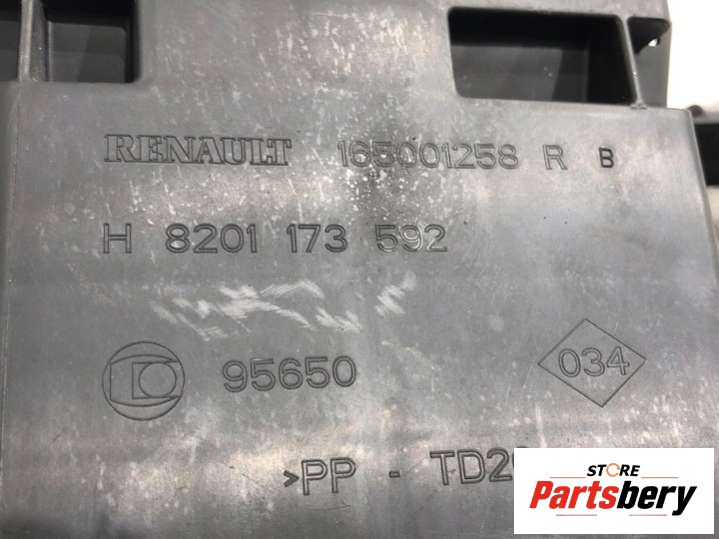 RENAULT 165001258 R B
H 8201 173 592
95650 034
>PP - TD2
STORE
Partsbery